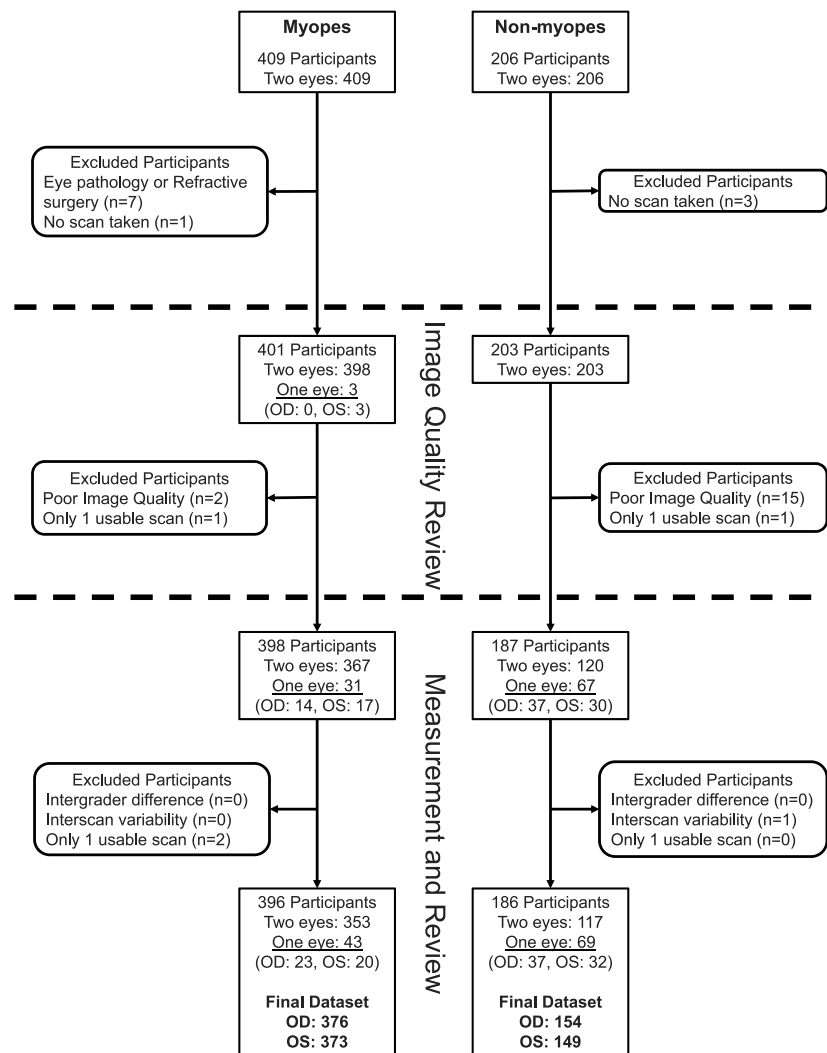 Myopes
409 Participants
Two eyes: 409
Non-myopes
206 Participants
Two eyes: 206
Excluded Participants
Eye pathology or Refractive
surgery (n=7)
No scan taken (n=1)
Excluded Participants
No scan taken (n=3)
Image Quality Review
401 Participants
Two eyes: 398
One eye: 3
(OD: 0, OS: 3)
203 Participants
Two eyes: 203
Excluded Participants
Poor Image Quality (n=2)
Only 1 usable scan (n=1)
Excluded Participants
Poor Image Quality (n=15)
Only 1 usable scan (n=1)
Measurement and Review
398 Participants
Two eyes: 367
One eye: 31
(OD: 14, OS: 17)
187 Participants
Two eyes: 120
One eye: 67
(OD: 37, OS: 30)
Excluded Participants
Intergrader difference (n=0)
Interscan variability (n=0)
Only 1 usable scan (n=2)
Excluded Participants
Intergrader difference (n=0)
Interscan variability (n=1)
Only 1 usable scan (n=0)
396 Participants
Two eyes: 353
One eye: 43
(OD: 23, OS: 20)
Final Dataset
OD: 376
OS: 373
186 Participants
Two eyes: 117
One eye: 69
(OD: 37, OS: 32)
Final Dataset
OD: 154
OS: 149